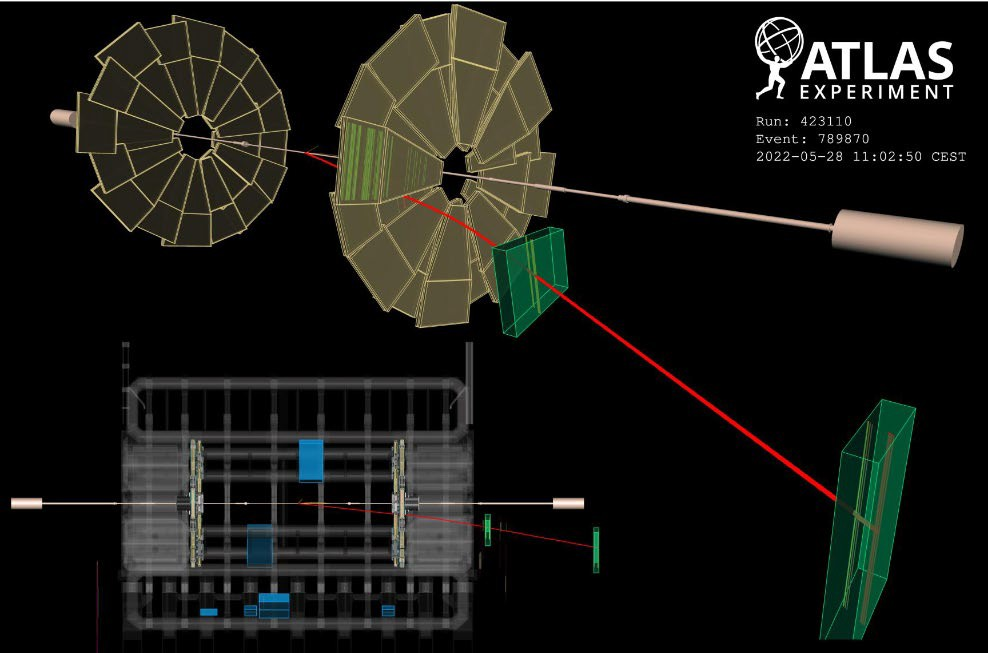 ATLAS
EXPERIMENT
Run: 423110
Event: 789870
2022-05-28 11:02:50 CEST